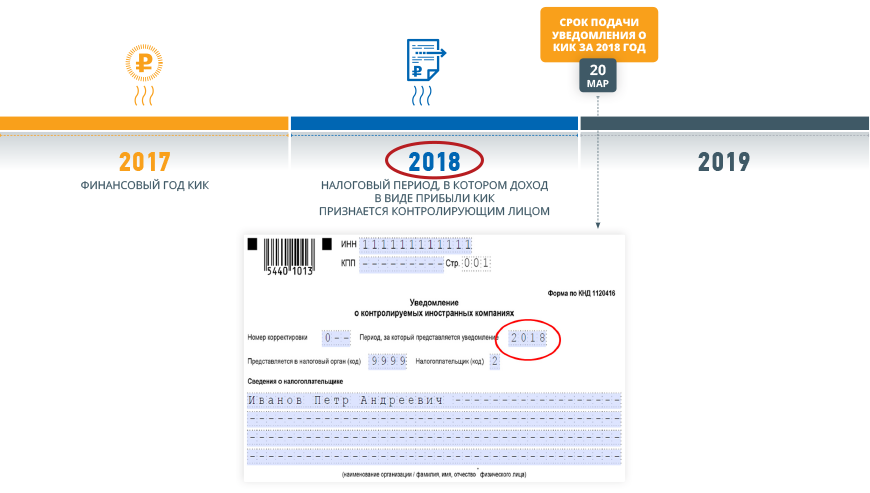 СРОК ПОДАЧИ
УВЕДОМЛЕНИЯ О
КИК ЗА 2018 ГОД
20
МАР
2017
ФИНАНСОВЫЙ ГОД КИК
2018
НАЛОГОВЫЙ ПЕРИОД, В КОТОРОМ ДОХОД
В ВИДЕ ПРИБЫЛИ КИК
ПРИЗНАЕТСЯ КОНТРОЛИРУЮЩИМ ЛИЦОМ
2019
ИНН 111111111111
КПП --------- Стр. 001
5440 1013
Форма по КНД 1120416
Уведомление
о контролируемых иностранных компаниях
Номер корректировки 0-- Период, за который представляется уведомление 2018
Представляется в налоговый орган (код) 9999 Налогоплательщик (код) 2
Сведения о налогоплательщике
Иванов Петр Андреевич
(наименование организации / фамилия, имя, отчество* физического лица)